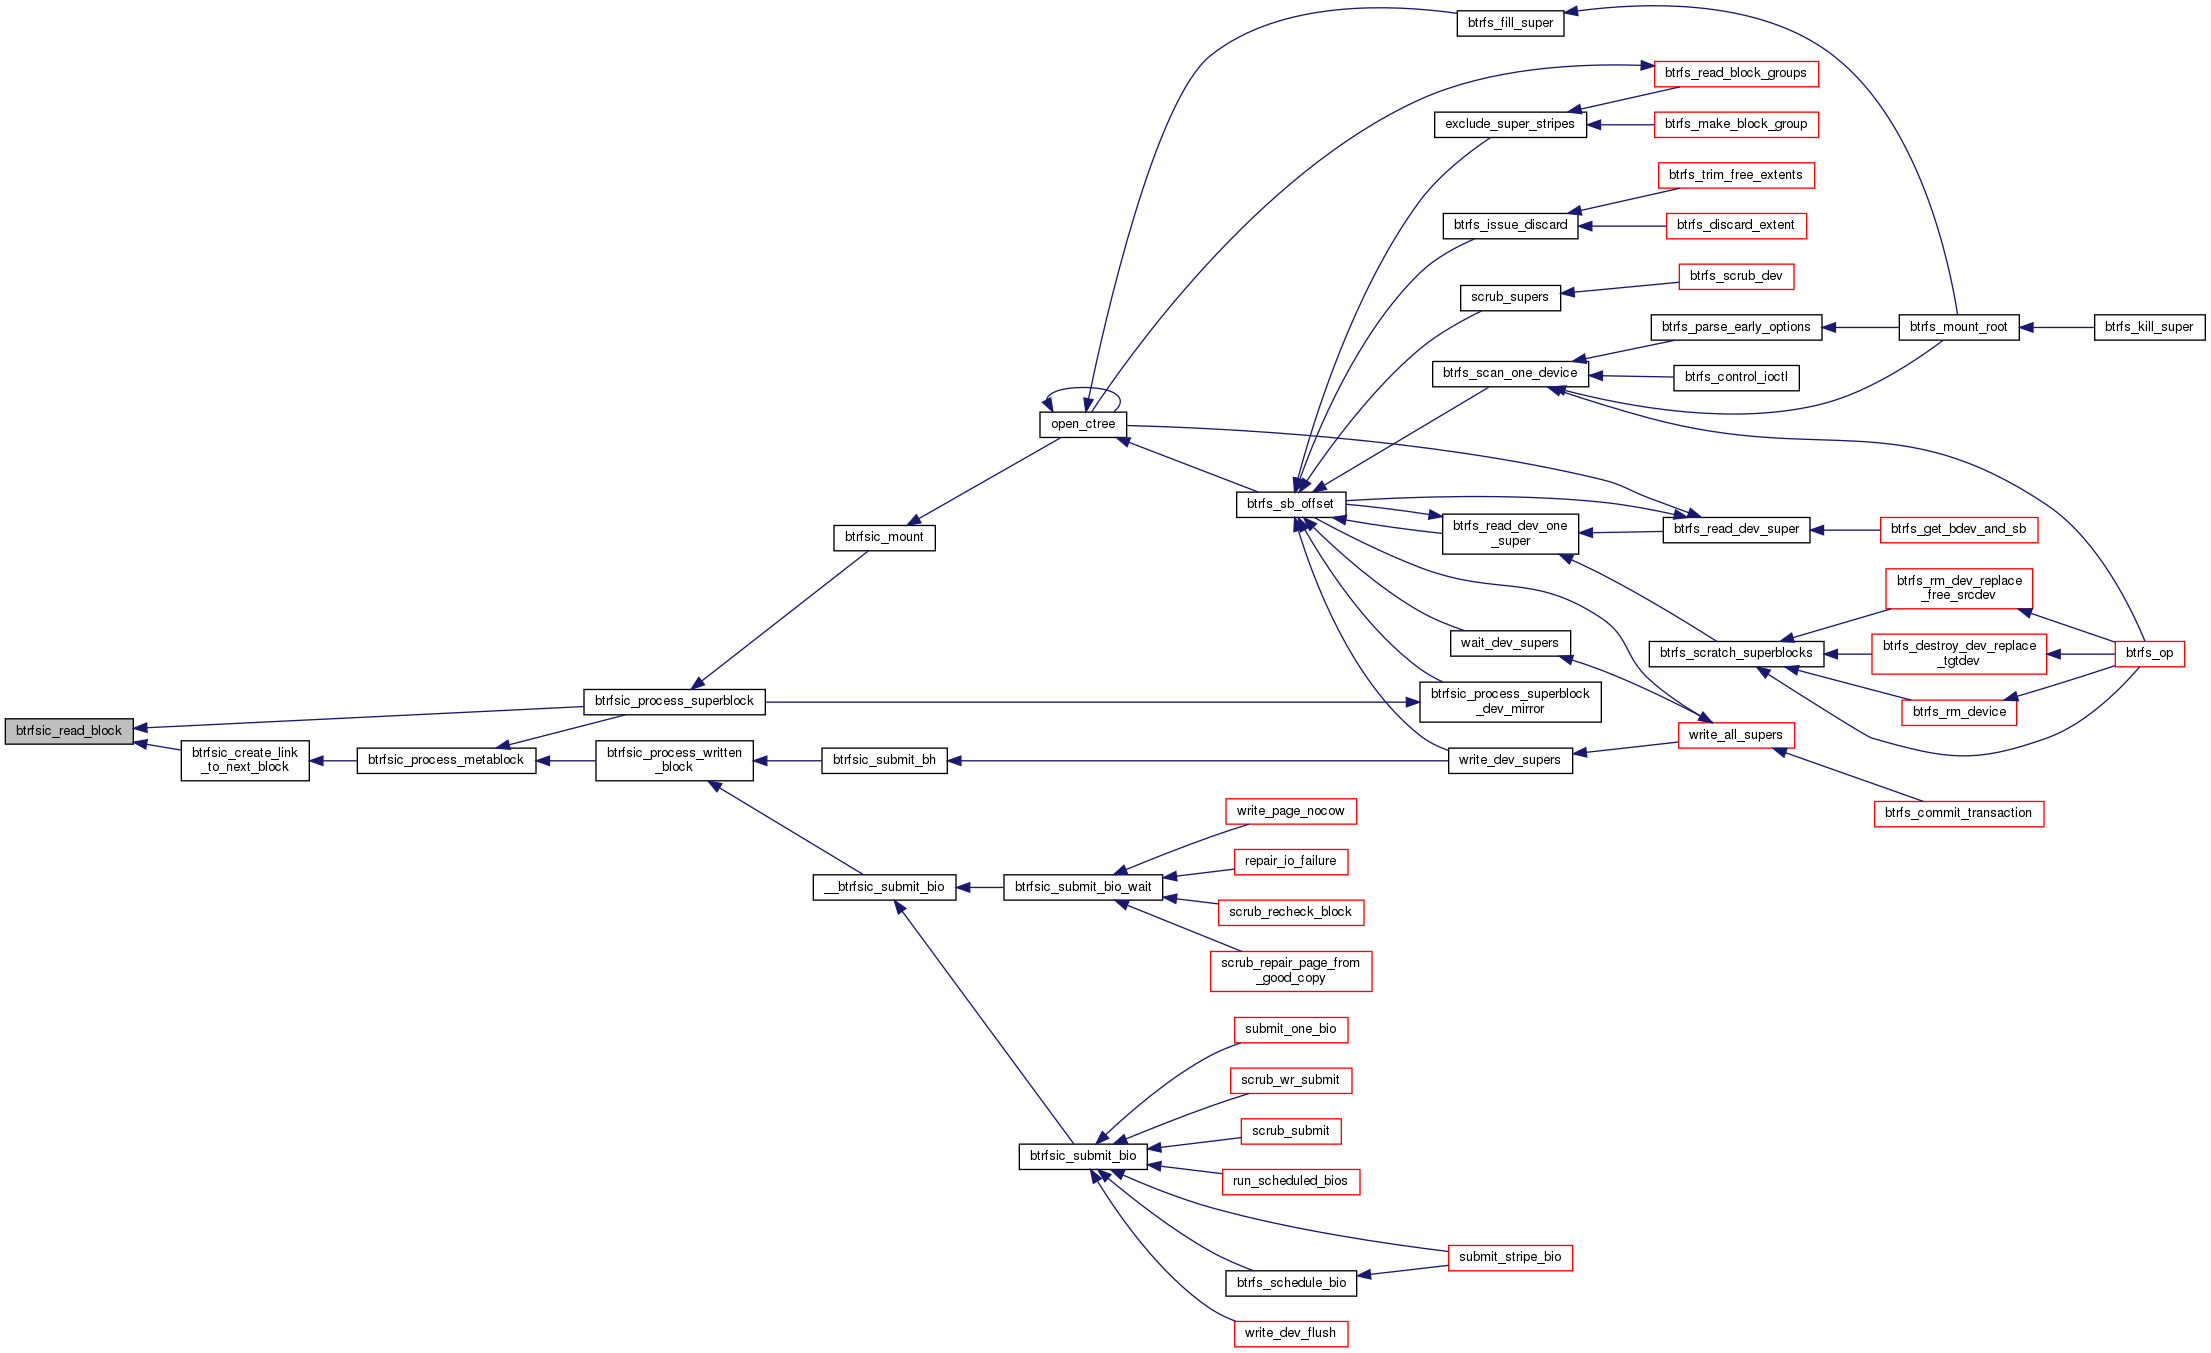 btrfs_fill_super
btrfs_read_block_groups
exclude_super_stripes
btrfs_make_block_group
btrfs_trim_free_extents
btrfs_issue_discard
btrfs_discard_extent
btrfs_scrub_dev
scrub_supers
btrfs_parse_early_options
btrfs_mount_root
btrfs_kill_super
btrfs_scan_one_device
btrfs_control_ioctl
open_ctree
btrfs_sb_offset
btrfs_read_dev_one
_super
btrfs_read_dev_super
btrfs_get_bdev_and_sb
btrfsic_mount
btrfs_rm_dev_replace
_free_srcdev
wait_dev_supers
btrfs_scratch_superblocks
btrfs_destroy_dev_replace
_tgtdev
btrfs_op
btrfsic_process_superblock
btrfsic_process_superblock
_dev_mirror
btrfs_rm_device
btrfsic_read_block
write_all_supers
btrfsic_create_link
_to_next_block
btrfsic_process_metablock
btrfsic_process_written
_block
btrfsic_submit_bh
write_dev_supers
write_page_nocow
btrfs_commit_transaction
repair_io_failure
__btrfsic_submit_bio
btrfsic_submit_bio_wait
scrub_recheck_block
scrub_repair_page_from
_good_copy
submit_one_bio
scrub_wr_submit
scrub_submit
btrfsic_submit_bio
run_scheduled_bios
submit_stripe_bio
btrfs_schedule_bio
write_dev_flush